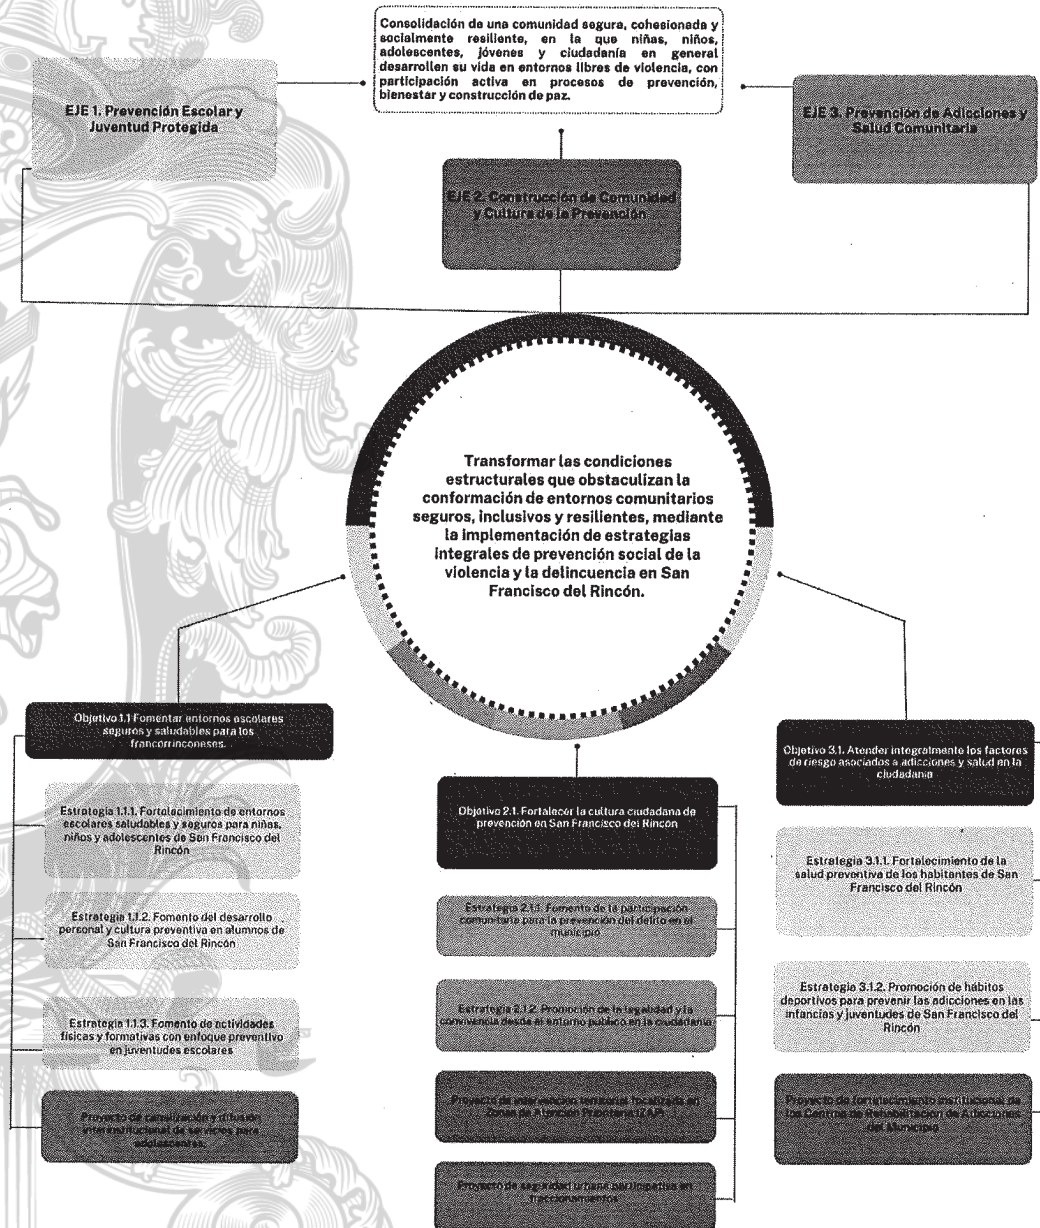 Consolidación de una comunidad segura, cohesionada y
socialmente resiliente, en la que niñas, niños,
adolescentes, jóvenes y ciudadanía en general
desarrollen su vida en entornos libres de violencia, con
participación activa en procesos de prevención,
bienestar y construcción de paz.
EJE 1. Prevención Escolar y
Juventud Protegida
EJE 2. Construcción de Comunidad
y Cultura de la Prevención
EJE 3. Prevención de Adicciones y
Salud Comunitaria
Transformar las condiciones
estructurales que obstaculizan la
conformación de entornos comunitarios
seguros, inclusivos y resilientes, mediante
la implementación de estrategias
integrales de prevención social de la
violencia y la delincuencia en San
Francisco del Rincón.
Objetivo 1.1 Fomentar entornos escolares
seguros y saludables para los
francorrinconeses.
Estrategia 1.1.1. Fortalecimiento de entornos
escolares saludables y seguros para niñas,
niños y adolescentes de San Francisco del
Rincón
Estrategia 1.1.2. Fomento del desarrollo
personal y cultura preventiva en alumnos de
San Francisco del Rincón
Estrategia 1.1.3. Fomento de actividades
físicas y formativas con enfoque preventivo
en juventudes escolares
Proyecto de canalización y difusión
interinstitucional de servicios para
adolescentes.
Objetivo 2.1. Fortalecer la cultura ciudadana de
prevención en San Francisco del Rincón
Estrategia 2.1.1. Fomento de la participación
comunitaria para la prevención del delito en el
municipio
Estrategia 2.1.2. Promoción de la legalidad y la
convivencia desde el entorno público en la ciudadanía
Proyecto de intervención territorial focalizada en
Zonas de Atención Prioritaria (ZAP)
Proyecto de seguridad urbana participativa en
fraccionamientos
Objetivo 3.1. Atender integralmente los factores
de riesgo asociados a adicciones y salud en la
ciudadanía
Estrategia 3.1.1. Fortalecimiento de la
salud preventiva de los habitantes de San
Francisco del Rincón
Estrategia 3.1.2. Promoción de hábitos
deportivos para prevenir las adicciones en las
infancias y juventudes de San Francisco del
Rincón
Proyecto de fortalecimiento institucional de
los Centros de Rehabilitación de Adicciones
del Municipio